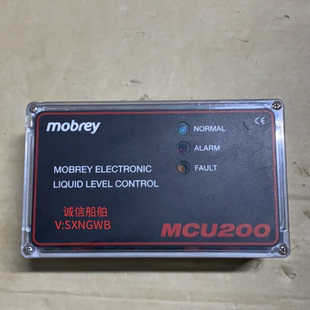 mobrey
NORMAL
CE
ALARM
FAULT
MOBREY ELECTRONIC
LIQUID LEVEL CONTROL
诚信船舶
V:SXNGWB
MCU200